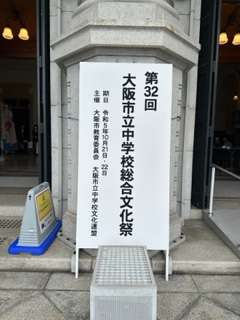 第32回
大阪市立中学校総合文化祭
期日　令和5年10月21日・22日
主催　大阪市教育委員会　大阪市立中学校文化連盟